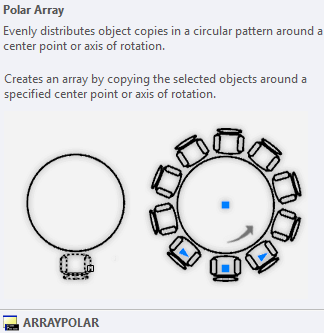 Polar Array
Evenly distributes object copies in a circular pattern around a
center point or axis of rotation.
Creates an array by copying the selected objects around a
specified center point or axis of rotation.
ARRAYPOLAR